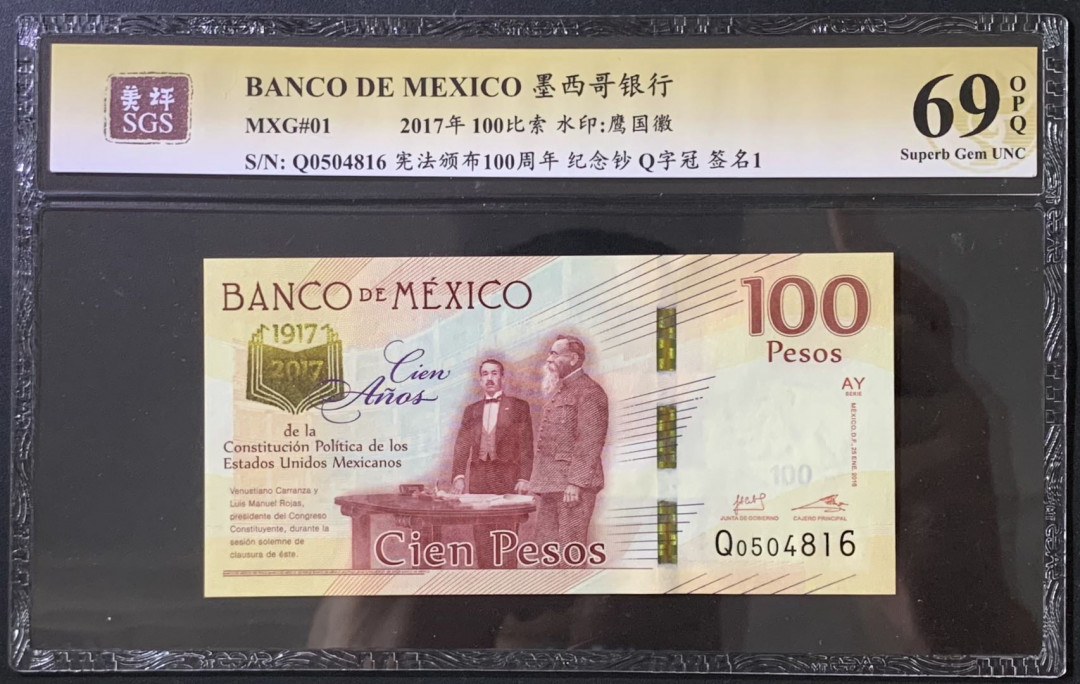 美评
SGS
BANCO DE MEXICO 墨西哥银行
MXG#01 2017年 100比索 水印:鹰国徽
S/N: Q0504816 宪法颁布100周年 纪念钞 Q字冠 签名1
69 OPQ
Superb Gem UNC
BANCO DE MÉXICO
1917
2017
Cien
Años
de la
Constitución Política de los
Estados Unidos Mexicanos
Venustiano Carranza y
Luis Manuel Rojas,
presidente del Congreso
Constituyente, durante la
sesión solemne de
clausura de éste.
Cien Pesos
100
Pesos
AY
SERIE
MÉXICO, D.F., 25 ENE. 2016
100
JUNTA DE GOBIERNO CAJERO PRINCIPAL
Q0504816